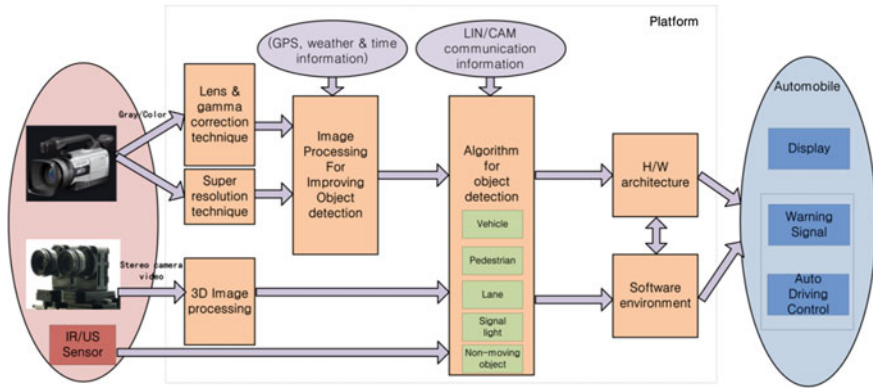 Platform
(GPS, weather & time
information)
LIN/CAM
communication
information
Automobile
Gray/Color
Lens &
gamma
correction
technique
Super
resolution
technique
Image
Processing
For
Improving
Object
detection
Algorithm
for
object
detection
Vehicle
Pedestrian
Lane
Signal
light
Non-moving
object
H/W
architecture
Software
environment
Display
Warning
Signal
Auto
Driving
Control
Stereo camera
video
3D Image
processing
IR/US
Sensor